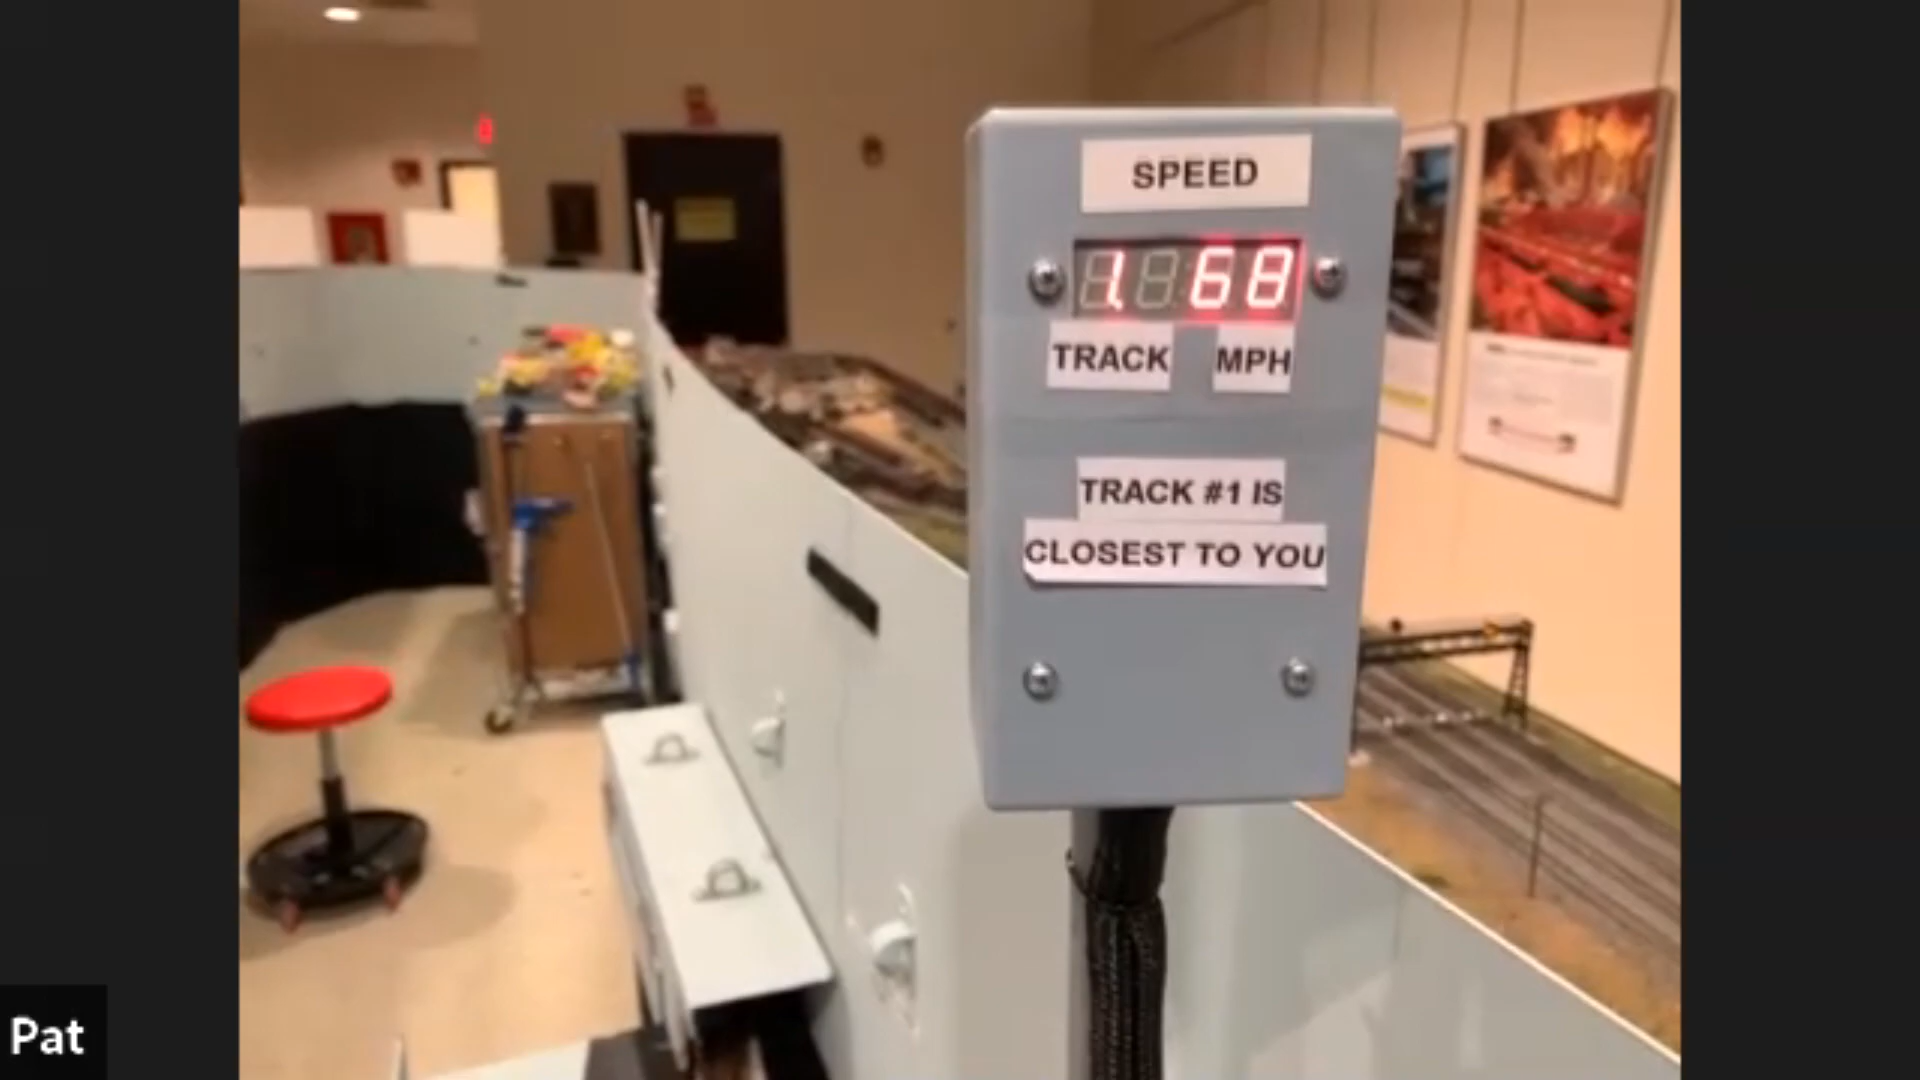 SPEED
1. 68
TRACK MPH
TRACK #1 IS
CLOSEST TO YOU
Pat